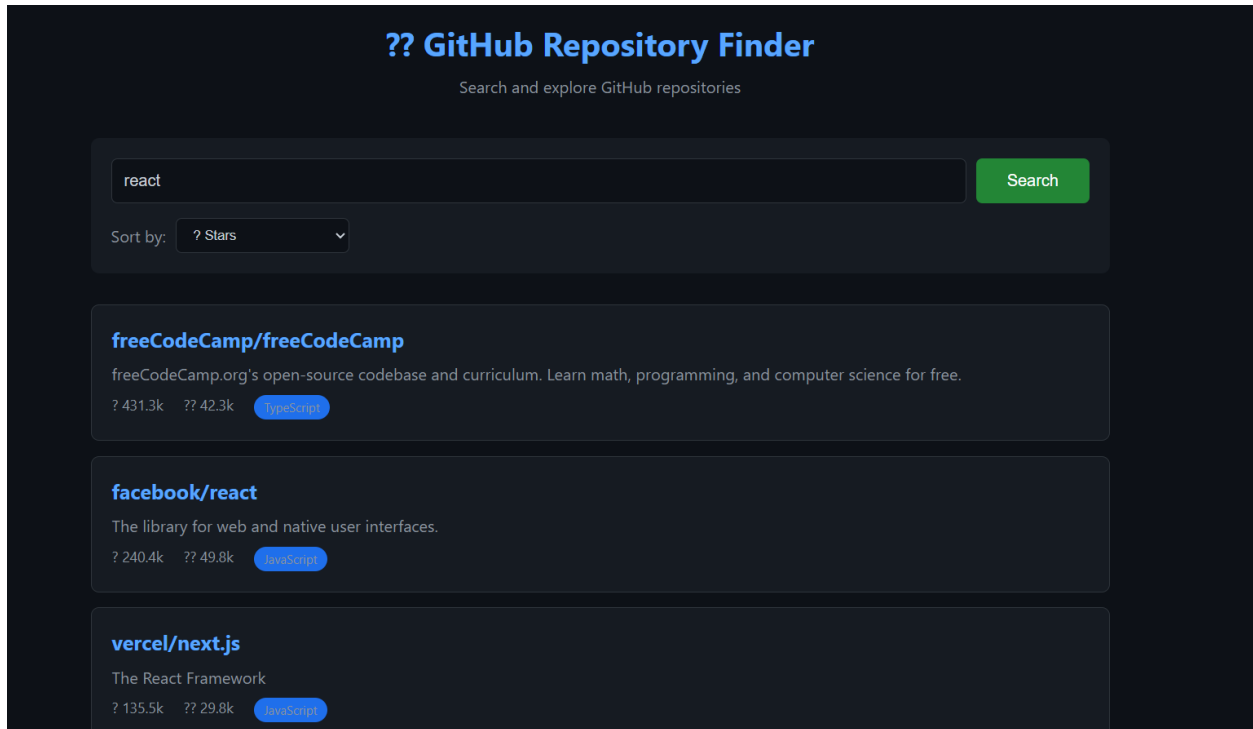 ?? GitHub Repository Finder
Search and explore GitHub repositories
react
Search
Sort by: ? Stars
freeCodeCamp/freeCodeCamp
freeCodeCamp.org's open-source codebase and curriculum. Learn math, programming, and computer science for free.
? 431.3k ?? 42.3k TypeScript
facebook/react
The library for web and native user interfaces.
? 240.4k ?? 49.8k JavaScript
vercel/next.js
The React Framework
? 135.5k ?? 29.8k JavaScript